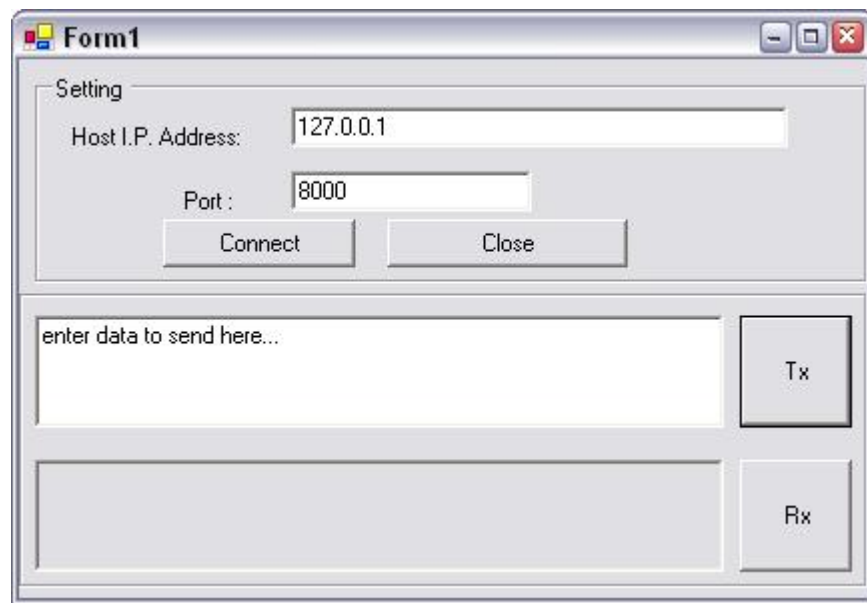 Form1
Setting
Host I.P. Address:
127.0.0.1
Port :
8000
Connect
Close
enter data to send here...
Tx
Rx